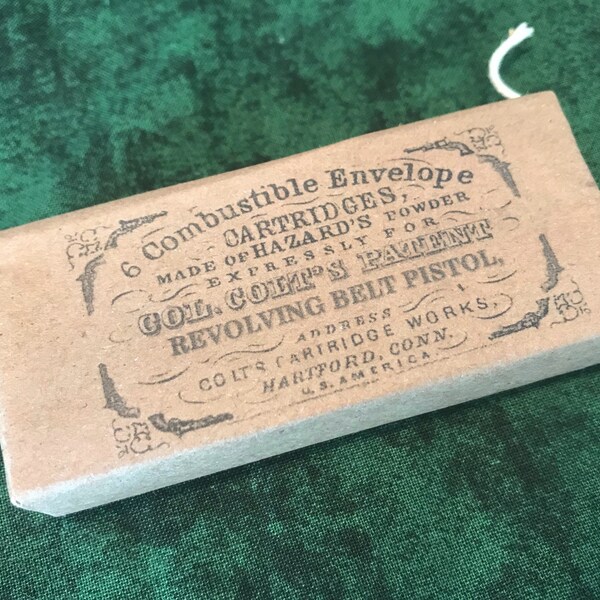 6 Combustible Envelope
CARTRIDGES,
MADE OF HAZARD'S POWDER
EXPRESSLY FOR
COL. COLT'S PATENT
REVOLVING BELT PISTOL,
ADDRESS
COLTS CARTRIDGE WORKS,
HARTFORD, CONN.
U.S. AMERICA